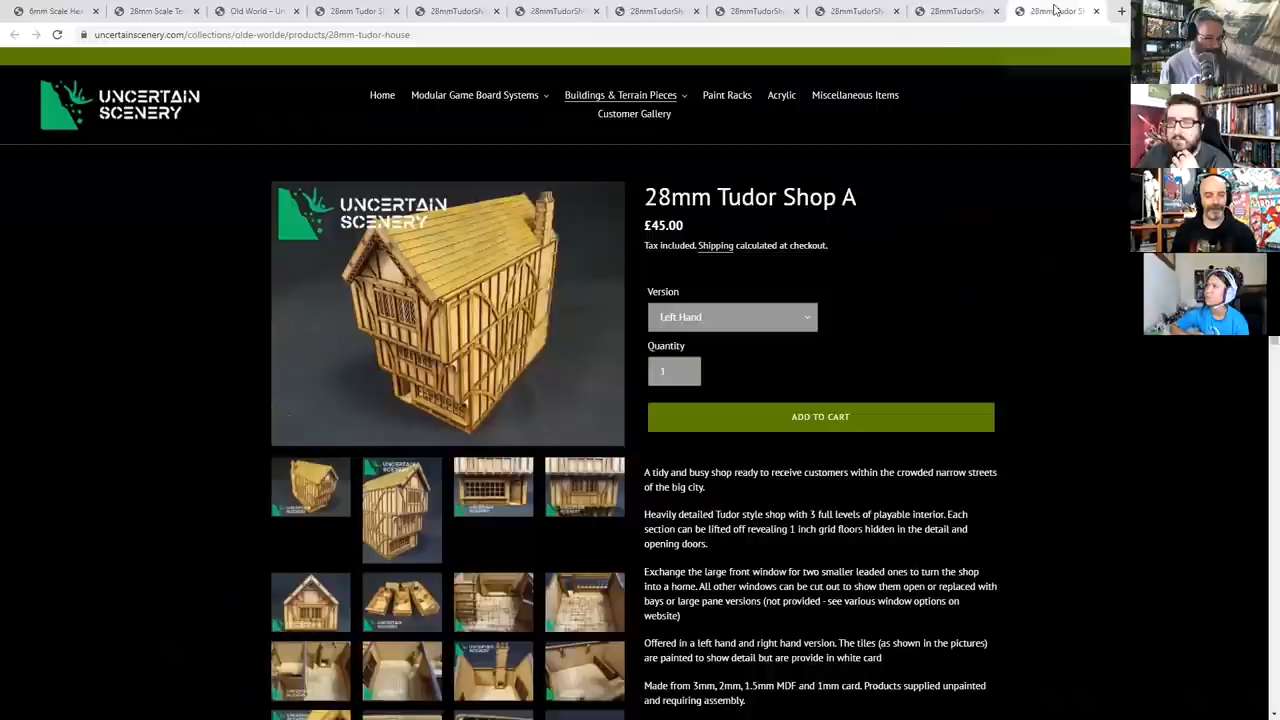 6mm Scale Hex
28mm Scale Te
Old World – Un
28mm Tudor S
28mmTudorSh
28mmTudorSh
28mmTudorSh
28mmTudorSh
28mmTudorSh
28mmTudorSh
28mm Tudor S
uncertainscenery.com/collections/olde-worlde/products/28mm-tudor-house
UNCERTAIN
SCENERY
Home
Modular Game Board Systems
Buildings & Terrain Pieces
Paint Racks
Acrylic
Miscellaneous Items
Customer Gallery
UNCERTAIN
SCENERY
28mm Tudor Shop A
£45.00
Tax included. Shipping calculated at checkout.
Version
Left Hand
Quantity
1
ADD TO CART
A tidy and busy shop ready to receive customers within the crowded narrow streets
of the big city.
Heavily detailed Tudor style shop with 3 full levels of playable interior. Each
section can be lifted off revealing 1 inch grid floors hidden in the detail and
opening doors.
Exchange the large front window for two smaller leaded ones to turn the shop
into a home. All other windows can be cut out to show them open or replaced with
bays or large pane versions (not provided - see various window options on
website)
Offered in a left hand and right hand version. The tiles (as shown in the pictures)
are painted to show detail but are provide in white card
Made from 3mm, 2mm, 1.5mm MDF and 1mm card. Products supplied unpainted
and requiring assembly.